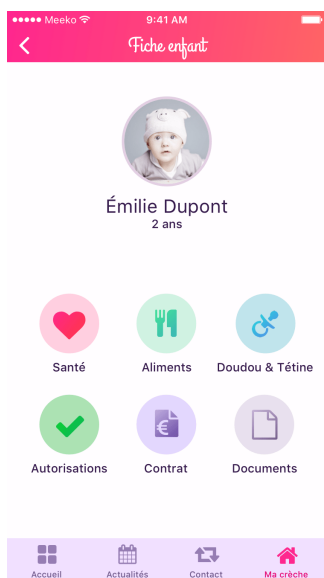 Meeko 9:41 AM
Fiche enfant
Émilie Dupont
2 ans
Santé Aliments Doudou & Tétine
Autorisations Contrat Documents
Accueil Actualités Contact Ma crèche